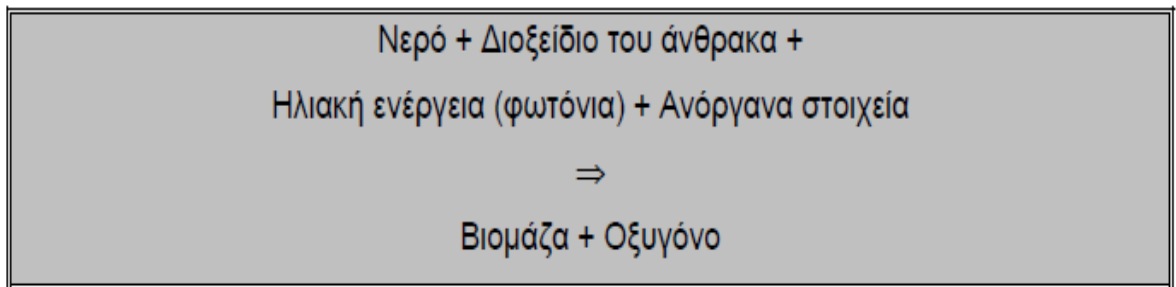 Νερό + Διοξείδιο του άνθρακα +
Ηλιακή ενέργεια (φωτόνια) + Ανόργανα στοιχεία
⇒
Βιομάζα + Οξυγόνο